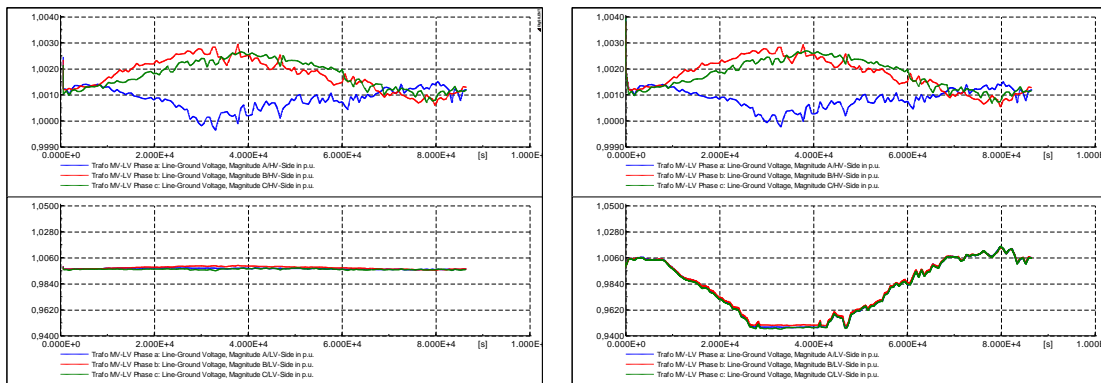 1,0040
1,0030
1,0020
1,0010
1,0000
0,9990
0.000E+0 2.000E+4 4.000E+4 6.000E+4 8.000E+4 [s] 1.000E+
Trafo MV-LV Phase a: Line-Ground Voltage, Magnitude A/HV-Side in p.u.
Trafo MV-LV Phase b: Line-Ground Voltage, Magnitude B/HV-Side in p.u.
Trafo MV-LV Phase c: Line-Ground Voltage, Magnitude C/HV-Side in p.u.
1,0500
1,0280
1,0060
0,9840
0,9620
0,9400
0.000E+0 2.000E+4 4.000E+4 6.000E+4 8.000E+4 [s] 1.000E+
Trafo MV-LV Phase a: Line-Ground Voltage, Magnitude A/LV-Side in p.u.
Trafo MV-LV Phase b: Line-Ground Voltage, Magnitude B/LV-Side in p.u.
Trafo MV-LV Phase c: Line-Ground Voltage, Magnitude C/LV-Side in p.u.
1,0040
1,0030
1,0020
1,0010
1,0000
0,9990
0.000E+0 2.000E+4 4.000E+4 6.000E+4 8.000E+4 [s] 1.000E+
Trafo MV-LV Phase a: Line-Ground Voltage, Magnitude A/HV-Side in p.u.
Trafo MV-LV Phase b: Line-Ground Voltage, Magnitude B/HV-Side in p.u.
Trafo MV-LV Phase c: Line-Ground Voltage, Magnitude C/HV-Side in p.u.
1,0500
1,0280
1,0060
0,9840
0,9620
0,9400
0.000E+0 2.000E+4 4.000E+4 6.000E+4 8.000E+4 [s] 1.000E+
Trafo MV-LV Phase a: Line-Ground Voltage, Magnitude A/LV-Side in p.u.
Trafo MV-LV Phase b: Line-Ground Voltage, Magnitude B/LV-Side in p.u.
Trafo MV-LV Phase c: Line-Ground Voltage, Magnitude C/LV-Side in p.u.